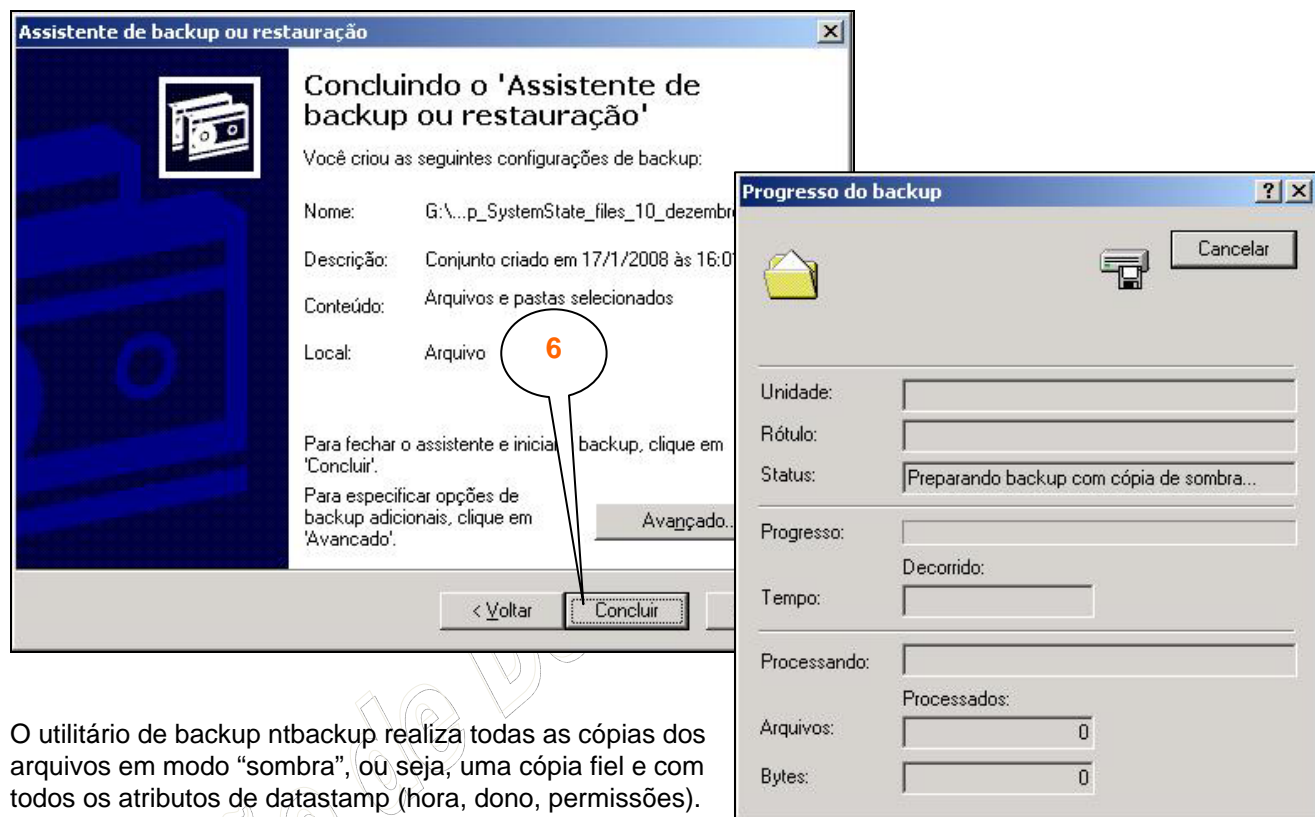 Assistente de backup ou restauração
Concluindo o 'Assistente de
backup ou restauração'
Você criou as seguintes configurações de backup:
Nome: G:\...p_SystemState_files_10_dezembr
Descrição: Conjunto criado em 17/1/2008 às 16:0
Conteúdo: Arquivos e pastas selecionados
Local: Arquivo
6
Para fechar o assistente e iniciar backup, clique em
'Concluir'.
Para especificar opções de
backup adicionais, clique em
'Avancado'.
Avançado..
< Voltar
Concluir
Progresso do backup
Cancelar
Unidade:
Rótulo:
Status: Preparando backup com cópia de sombra...
Progresso:
Decorrido:
Tempo:
Processando:
Processados:
Arquivos: 0
Bytes: 0
O utilitário de backup ntbackup realiza todas as cópias dos
arquivos em modo “sombra”, ou seja, uma cópia fiel e com
todos os atributos de datastamp (hora, dono, permissões).